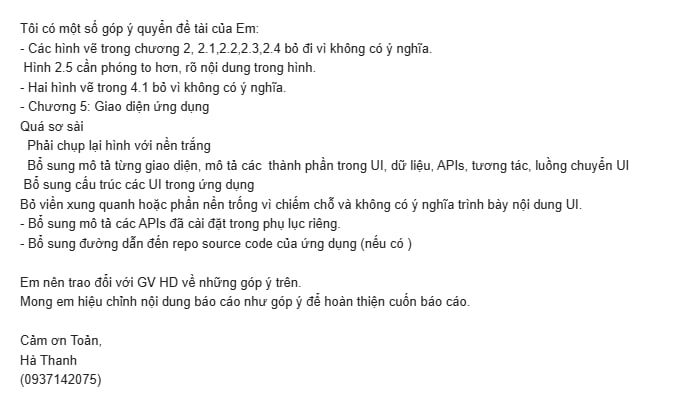 Tôi có một số góp ý quyển đề tài của Em:
- Các hình vẽ trong chương 2, 2.1,2.2,2.3,2.4 bỏ đi vì không có ý nghĩa.
Hình 2.5 cần phóng to hơn, rõ nội dung trong hình.
- Hai hình vẽ trong 4.1 bỏ vì không có ý nghĩa.
- Chương 5: Giao diện ứng dụng
Quá sơ sài
Phải chụp lại hình với nền trắng
Bổ sung mô tả từng giao diện, mô tả các thành phần trong UI, dữ liệu, APIs, tương tác, luồng chuyển UI
Bổ sung cấu trúc các UI trong ứng dụng
Bỏ viền xung quanh hoặc phần nền trống vì chiếm chỗ và không có ý nghĩa trình bày nội dung UI.
- Bổ sung mô tả các APIs đã cài đặt trong phụ lục riêng.
- Bổ sung đường dẫn đến repo source code của ứng dụng (nếu có )
Em nên trao đổi với GV HD về những góp ý trên.
Mong em hiệu chỉnh nội dung báo cáo như góp ý để hoàn thiện cuốn báo cáo.
Cảm ơn Toản,
Hà Thanh
(0937142075)